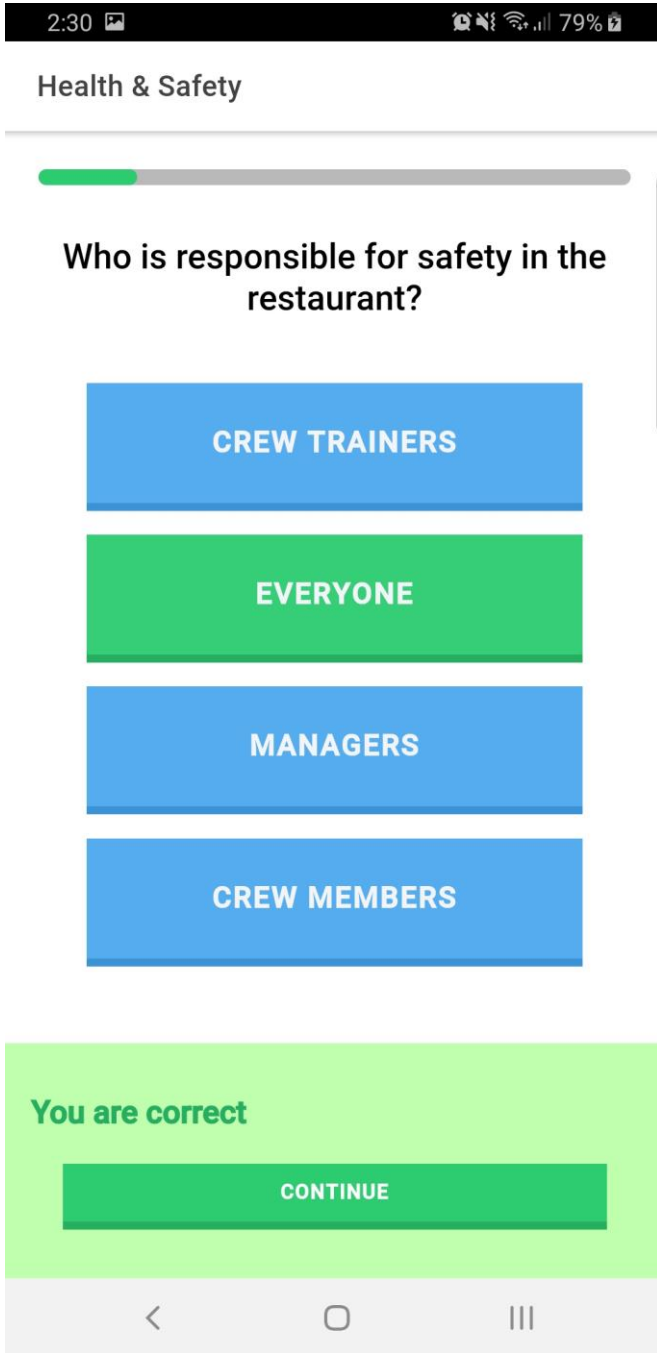 2:30 79%
Health & Safety
Who is responsible for safety in the
restaurant?
CREW TRAINERS
EVERYONE
MANAGERS
CREW MEMBERS
You are correct
CONTINUE